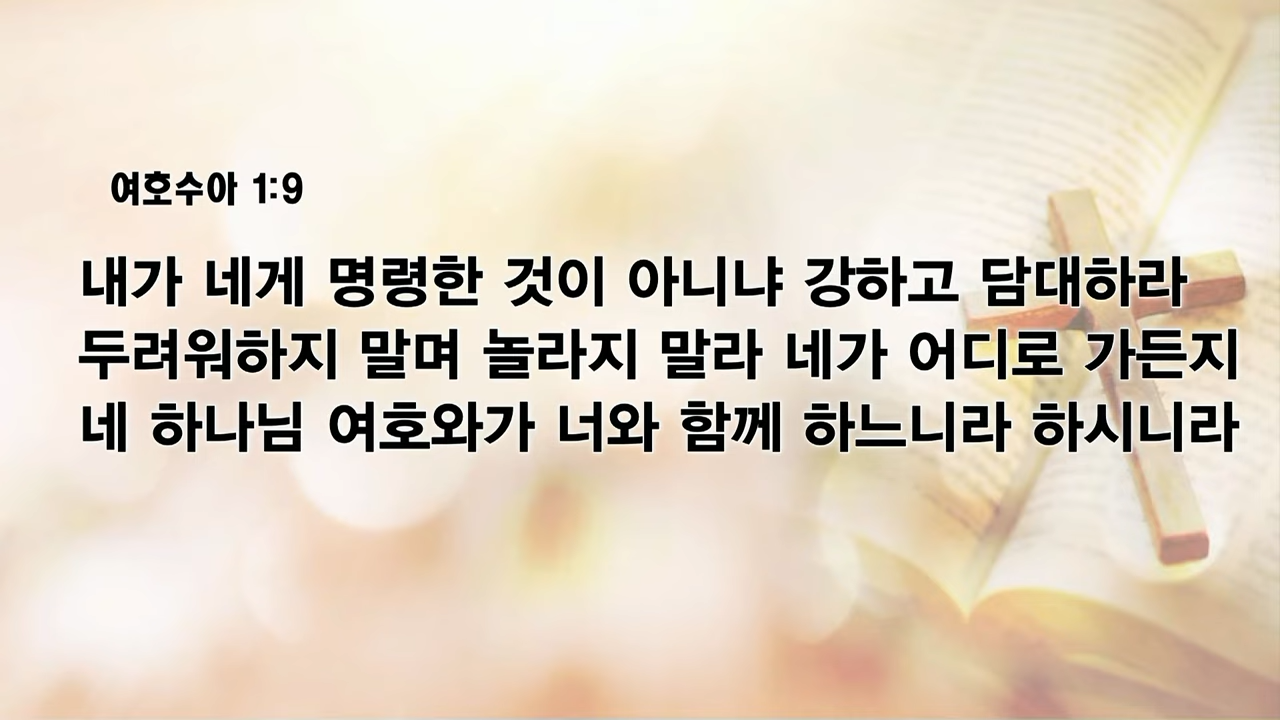 여호수아 1:9
내가 네게 명령한 것이 아니냐 강하고 담대하라
두려워하지 말며 놀라지 말라 네가 어디로 가든지
네 하나님 여호와가 너와 함께 하느니라 하시니라